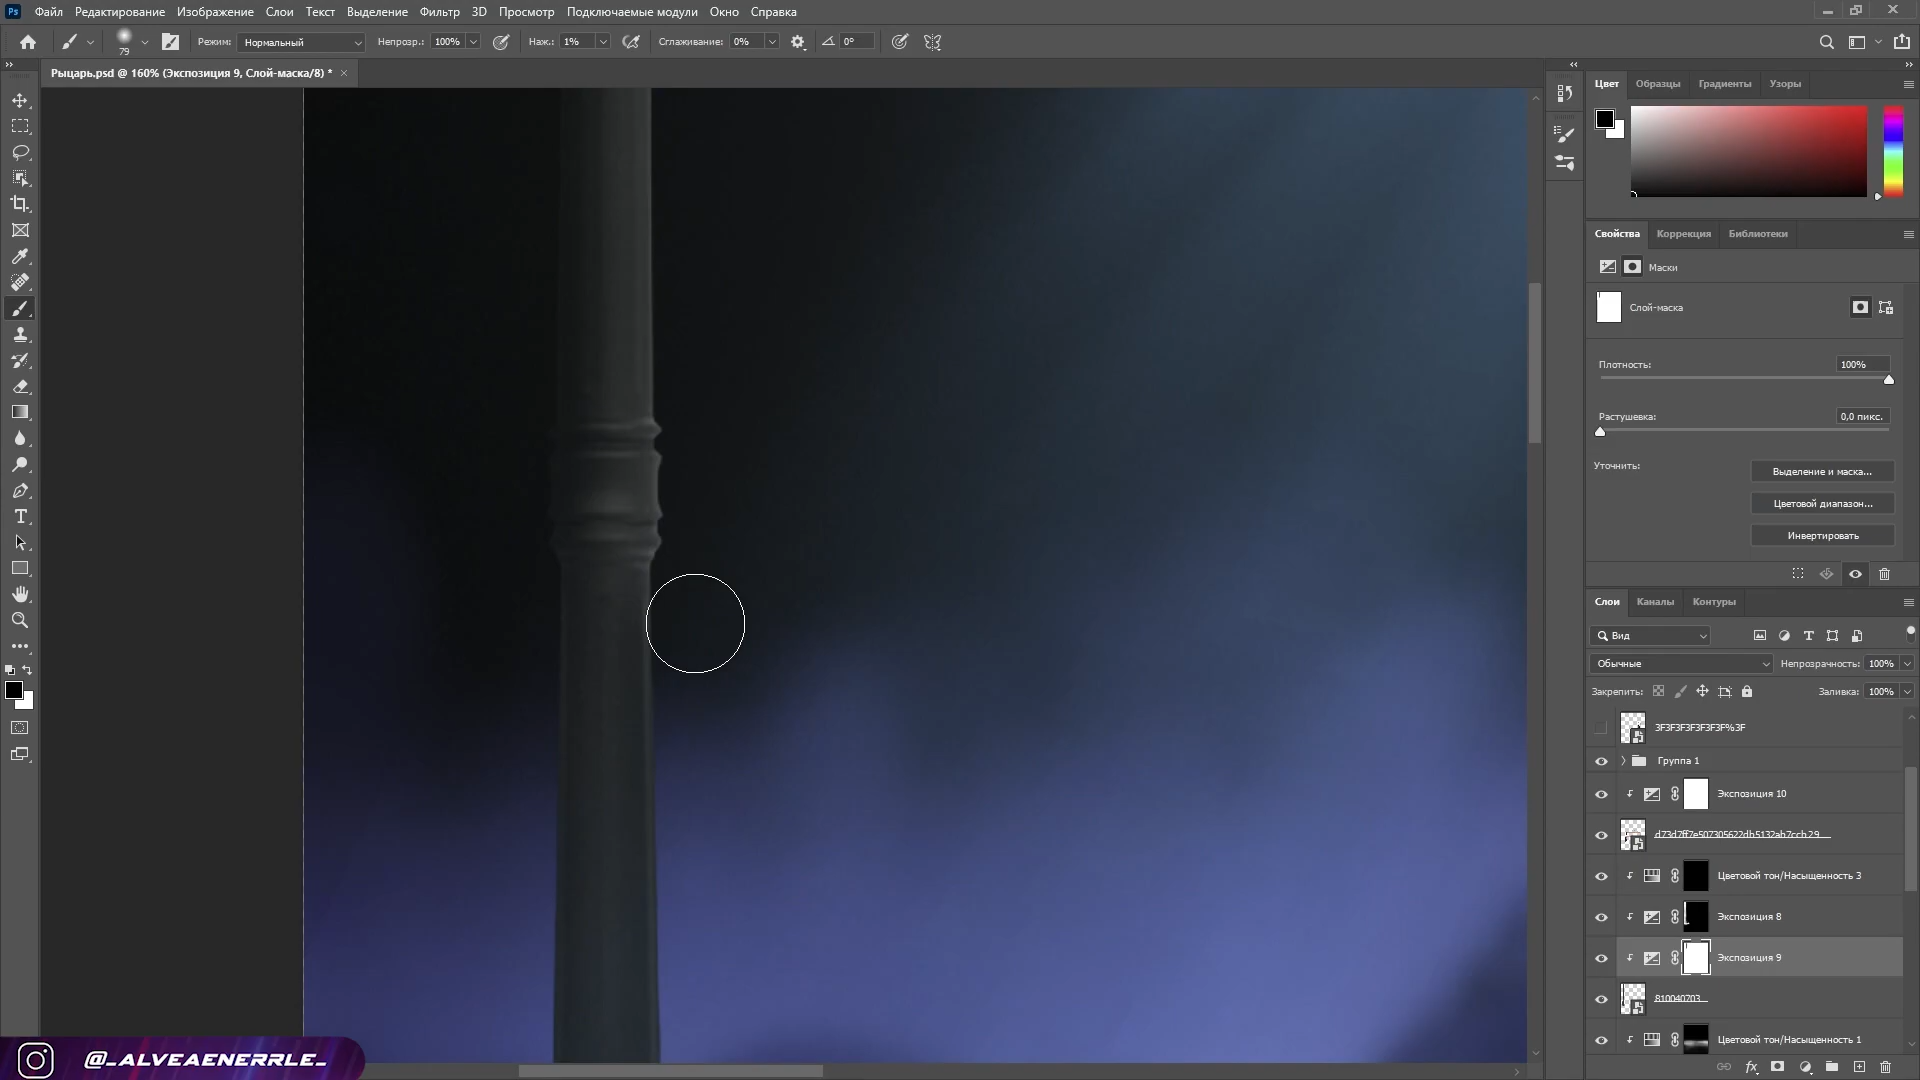 Ps Файл Редактирование Изображение Слои Текст Выделение Фильтр 3D Просмотр Подключаемые модули Окно Справка
79 Режим: Нормальный Непрозр.: 100% Наж.: 1% Сглаживание: 0% 0°
Рыцарь.psd @ 160% (Экспозиция 9, Слой-маска/8) * ×
Цвет Образцы Градиенты Узоры
Свойства Коррекция Библиотеки
Маски
Слой-маска
Плотность: 100%
Растушевка: 0,0 пикс.
Уточнить: Выделение и маска...
Цветовой диапазон...
Инвертировать
Слои Каналы Контуры
Вид
Обычные Непрозрачность: 100%
Закрепить: Заливка: 100%
3F3F3F3F3F3F3F%3F
Группа 1
Экспозиция 10
d73d7ff7e507305622db5132ab7ccb29
Цветовой тон/Насыщенность 3
Экспозиция 8
Экспозиция 9
810040703
Цветовой тон/Насыщенность 1
@_ALVEAENERRLE_